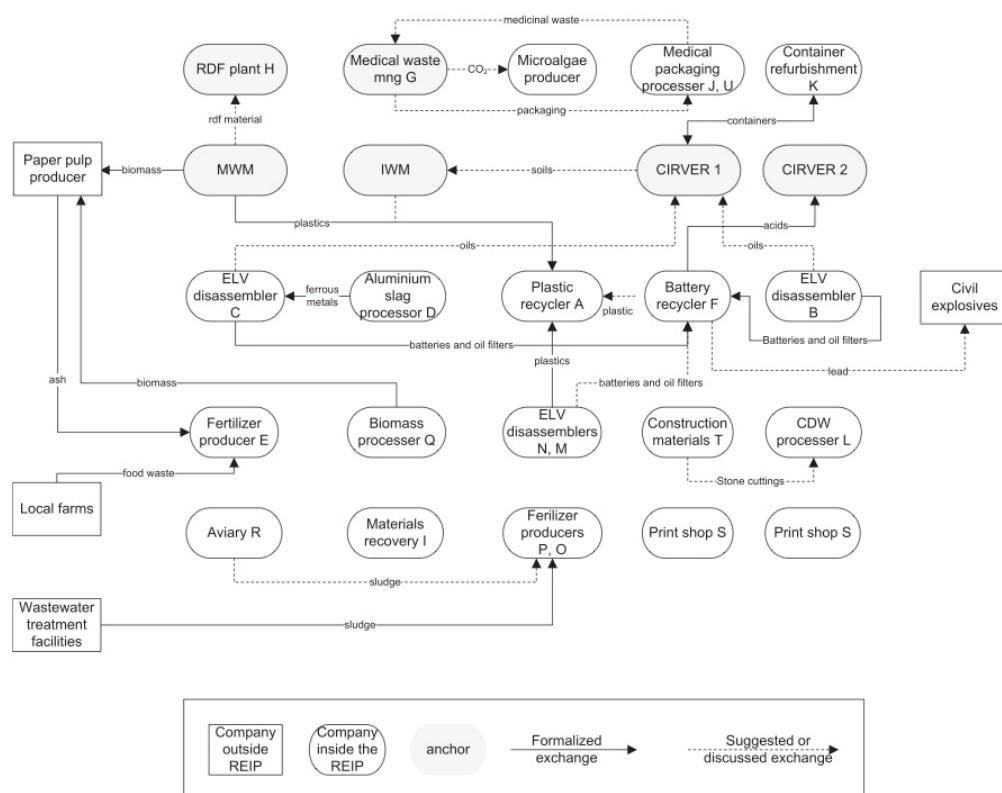 medicinal waste
RDF plant H
Medical waste
mng G
CO₂
Microalgae
producer
Medical
packaging
processer J, U
Container
refurbishment
K
packaging
rdf material
containers
Paper pulp
producer
biomass
MWM
IWM
soils
CIRVER 1
CIRVER 2
plastics
acids
oils
oils
ELV
disassembler
C
ferrous
metals
Aluminium
slag
processor D
Plastic
recycler A
plastic
Battery
recycler F
ELV
disassembler
B
Civil
explosives
batteries and oil filters
Batteries and oil filters
plastics
lead
ash
biomass
batteries and oil filters
Fertilizer
producer E
Biomass
processer Q
ELV
disassemblers
N, M
Construction
materials T
CDW
processer L
food waste
Stone cuttings
Local farms
Aviary R
Materials
recovery I
Ferilizer
producers
P, O
Print shop S
Print shop S
sludge
Wastewater
treatment
facilities
sludge
Company
outside
REIP
Company
inside the
REIP
anchor
Formalized
exchange
Suggested or
discussed exchange